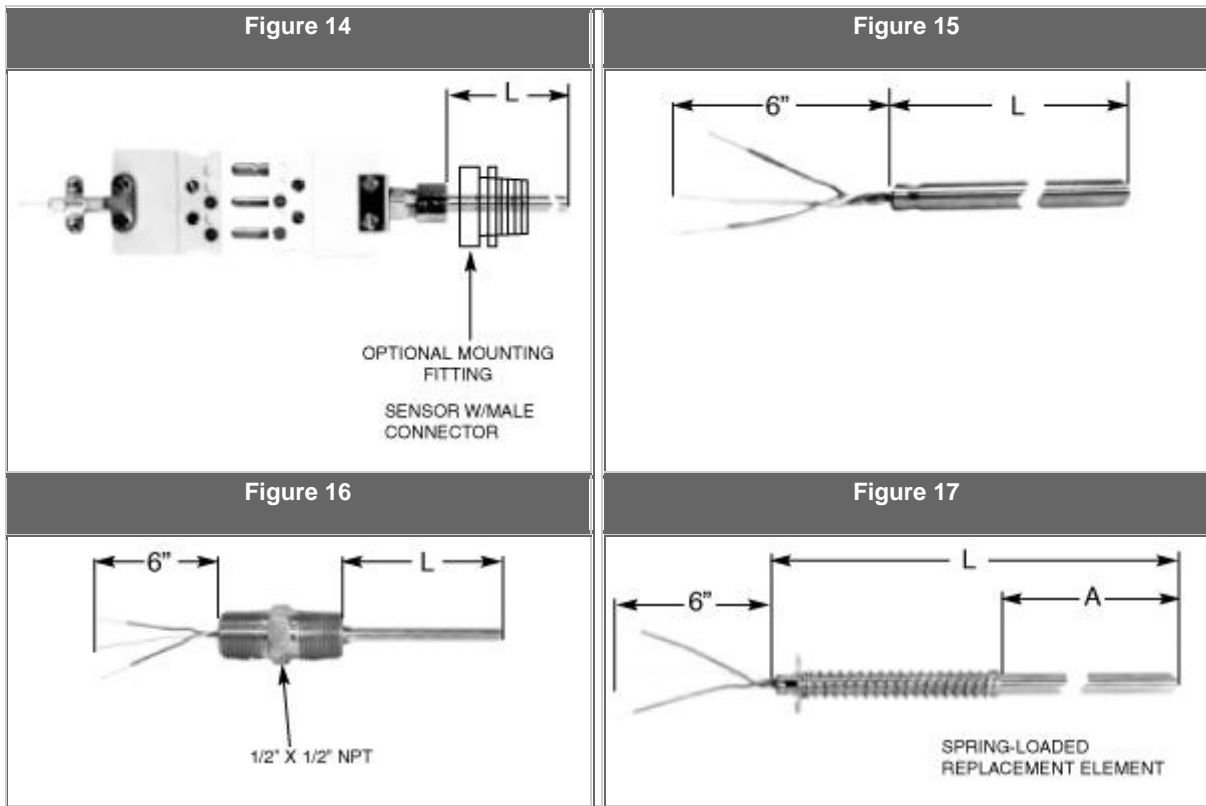 Figure 14
Figure 15
L
OPTIONAL MOUNTING
FITTING
SENSOR W/MALE
CONNECTOR
6”
L
Figure 16
Figure 17
6”
L
1/2” X 1/2” NPT
L
A
6”
SPRING-LOADED
REPLACEMENT ELEMENT